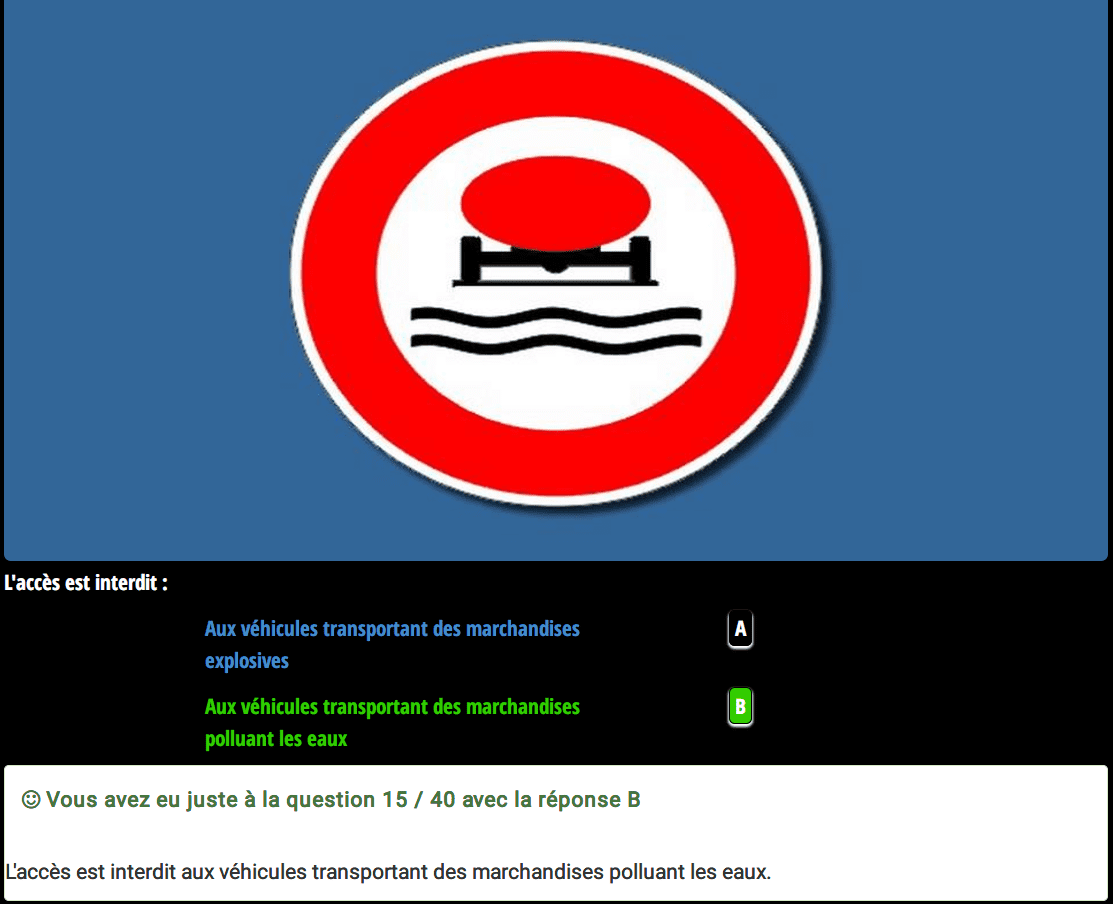 L'accès est interdit :
Aux véhicules transportant des marchandises
explosives
A
Aux véhicules transportant des marchandises
polluant les eaux
B
Vous avez eu juste à la question 15 / 40 avec la réponse B
L'accès est interdit aux véhicules transportant des marchandises polluant les eaux.